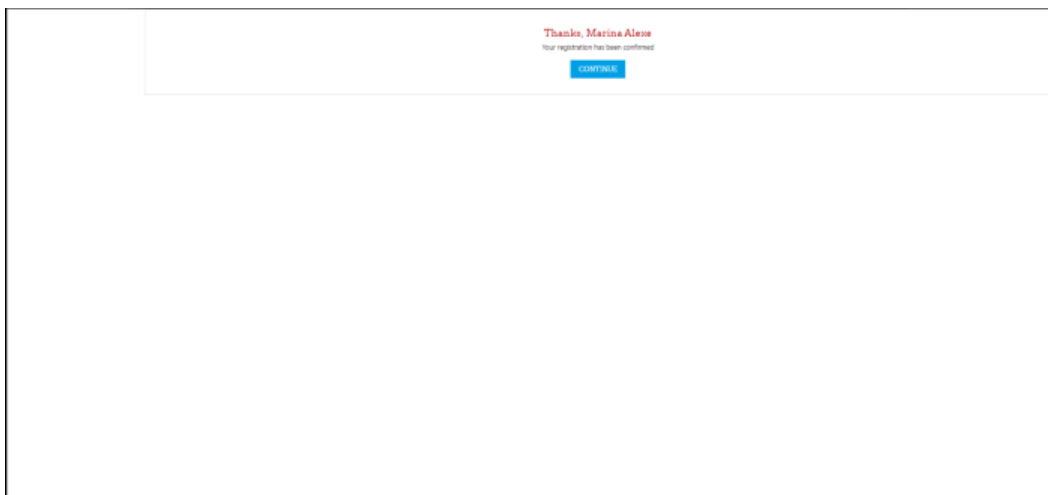 Thanks, Marina Alexe
Your registration has been confirmed
CONTINUE